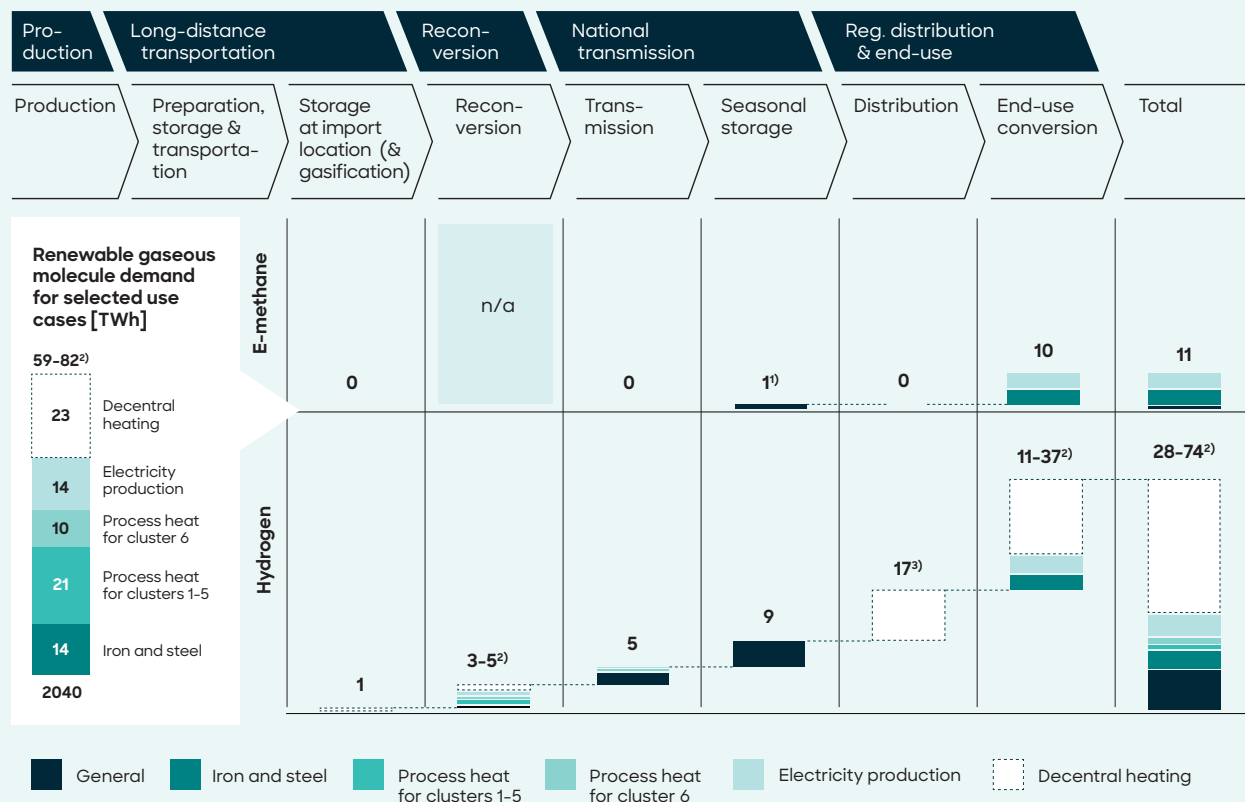 Pro-
duction
Long-distance
transportation
Recon-
version
National
transmission
Reg. distribution
& end-use
Production
Preparation,
storage &
transporta-
tion
Storage
at import
location (&
gasification)
Recon-
version
Trans-
mission
Seasonal
storage
Distribution
End-use
conversion
Total
Renewable gaseous
molecule demand
for selected use
cases [TWh]
59–82²⁾
23
Decentral
heating
14
Electricity
production
10
Process heat
for cluster 6
21
Process heat
for clusters 1-5
14
Iron and steel
2040
E-methane
0
n/a
0
1¹⁾
0
10
11
Hydrogen
1
3–5²⁾
5
9
17³⁾
11–37²⁾
28–74²⁾
General
Iron and steel
Process heat
for clusters 1-5
Process heat
for cluster 6
Electricity production
Decentral heating